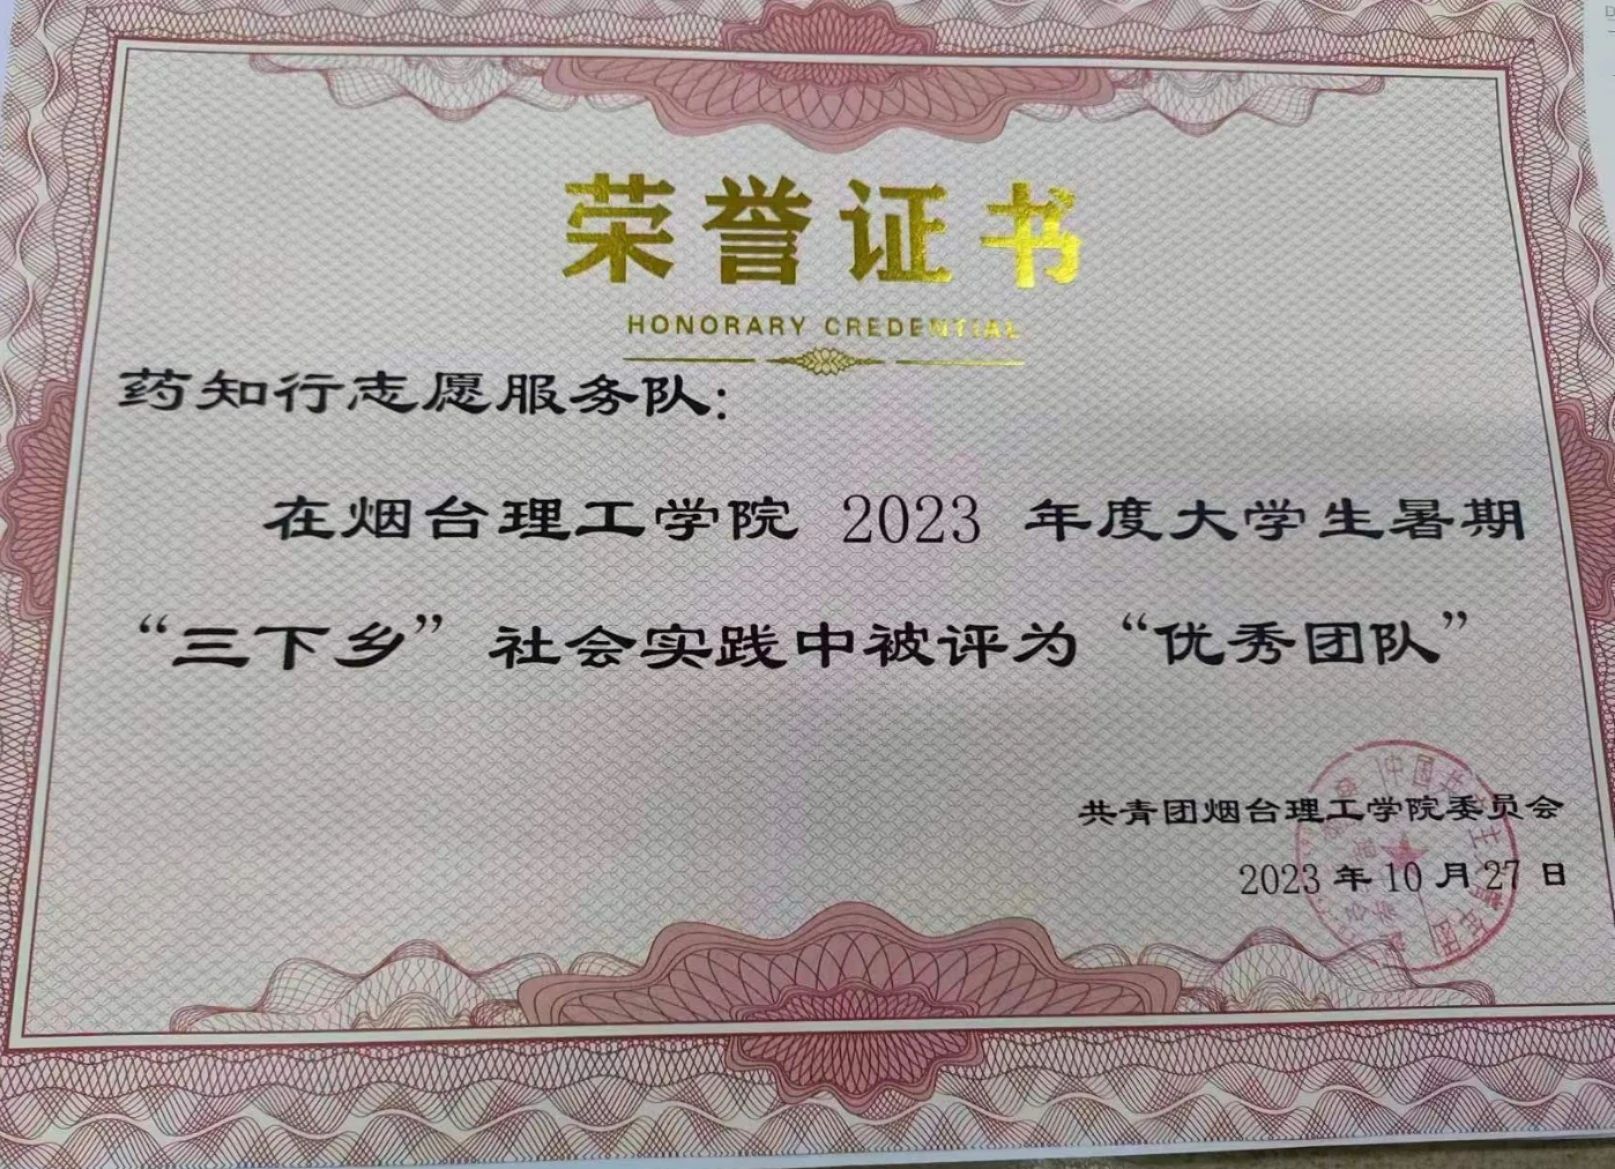 荣誉证书
HONORARY CREDENTIAL
药知行志愿服务队：
在烟台理工学院 2023 年度大学生暑期
“三下乡”社会实践中被评为“优秀团队”
共青团烟台理工学院委员会
2023 年 10 月 27 日